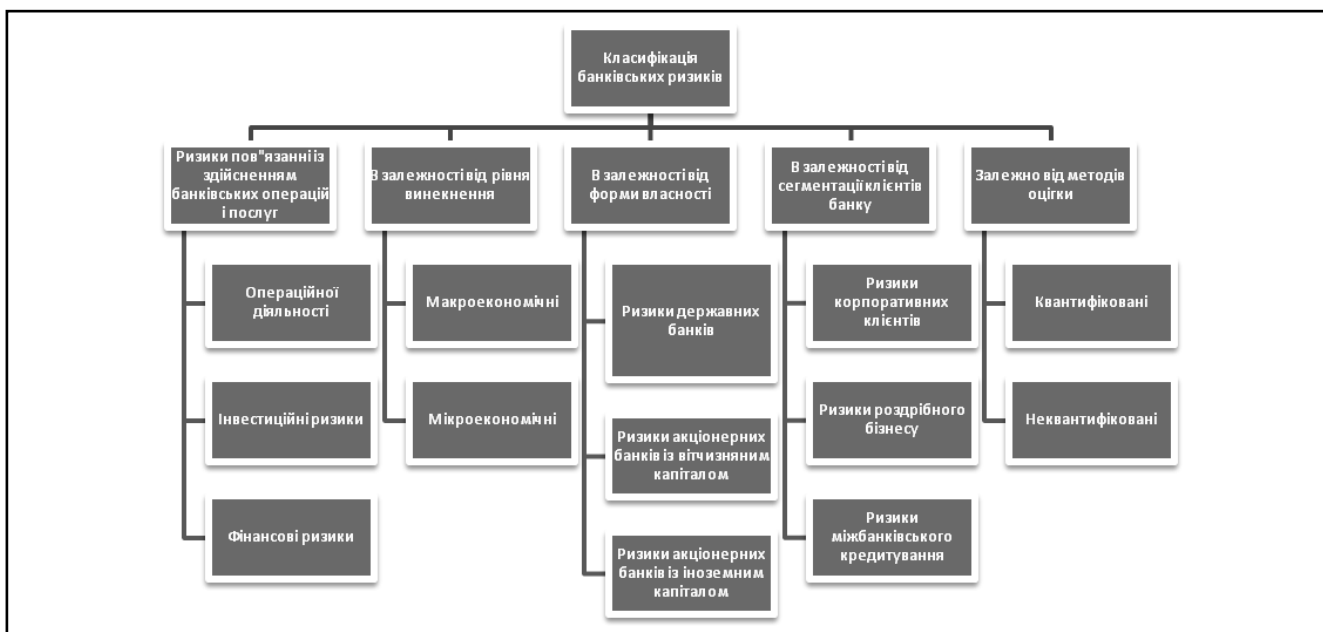 Класифікація
банківських ризиків
Ризики пов"язанні із
здійсненням
банківських операцій
і послуг
В залежності від рівня
винекнення
В залежності від
форми власності
В залежності від
сегментації клієнтів
банку
Залежно від методів
оцігки
Операційної
діяльності
Інвестиційні ризики
Фінансові ризики
Макроекономічні
Мікроекономічні
Ризики державних
банків
Ризики акціонерних
банків із вітчизняним
капіталом
Ризики акціонерних
банків із іноземним
капіталом
Ризики
корпоративних
клієнтів
Ризики роздрібного
бізнесу
Ризики
міжбанківського
кредитування
Квантифіковані
Неквантифіковані